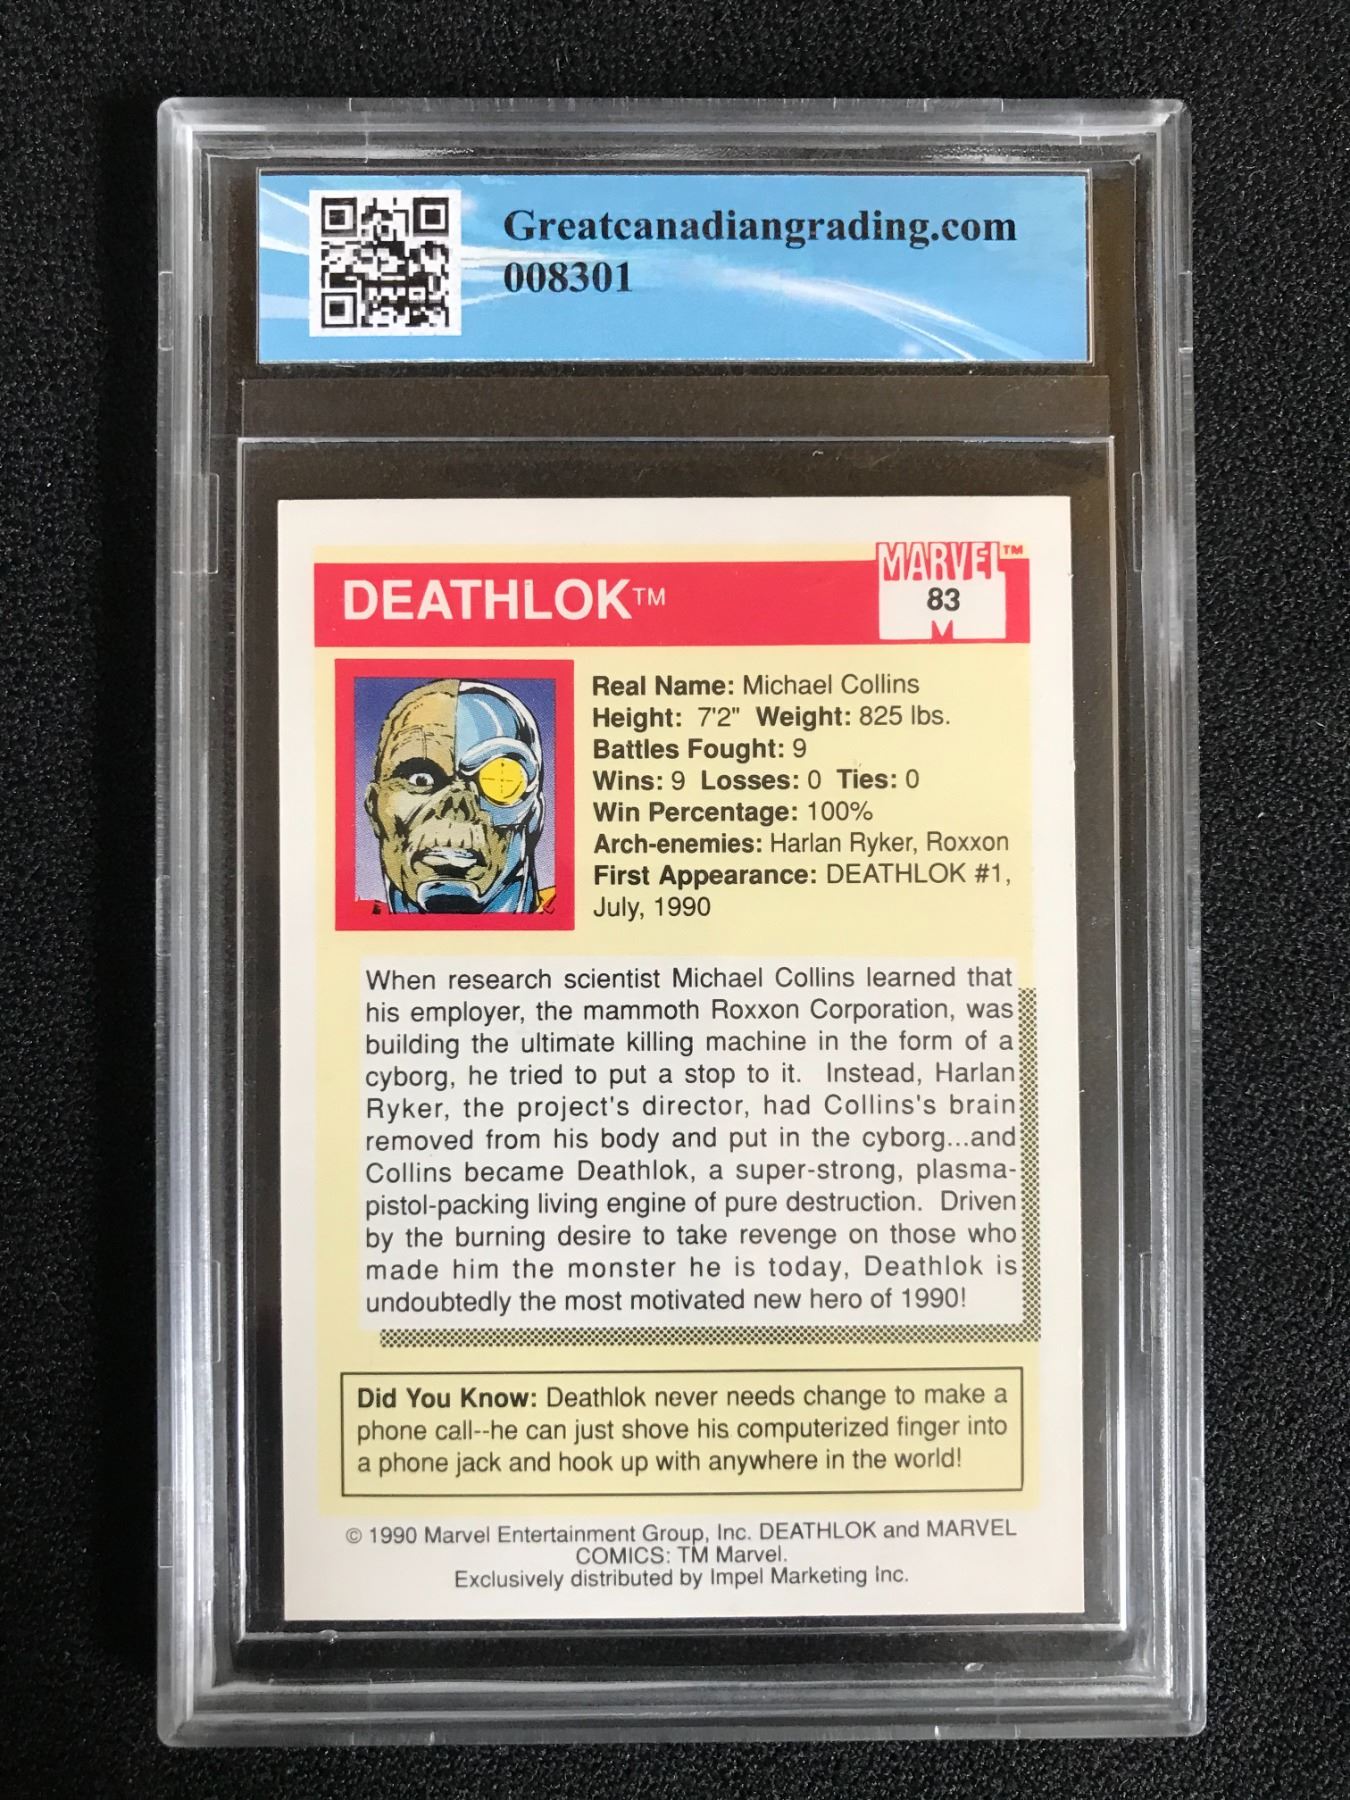 Greatcanadiangrading.com
008301
DEATHLOK™
MARVEL™
83
Real Name: Michael Collins
Height: 7'2" Weight: 825 lbs.
Battles Fought: 9
Wins: 9 Losses: 0 Ties: 0
Win Percentage: 100%
Arch-enemies: Harlan Ryker, Roxxon
First Appearance: DEATHLOK #1,
July, 1990
When research scientist Michael Collins learned that
his employer, the mammoth Roxxon Corporation, was
building the ultimate killing machine in the form of a
cyborg, he tried to put a stop to it. Instead, Harlan
Ryker, the project's director, had Collins's brain
removed from his body and put in the cyborg...and
Collins became Deathlok, a super-strong, plasma-
pistol-packing living engine of pure destruction. Driven
by the burning desire to take revenge on those who
made him the monster he is today, Deathlok is
undoubtedly the most motivated new hero of 1990!
Did You Know: Deathlok never needs change to make a
phone call--he can just shove his computerized finger into
a phone jack and hook up with anywhere in the world!
© 1990 Marvel Entertainment Group, Inc. DEATHLOK and MARVEL
COMICS: TM Marvel.
Exclusively distributed by Impel Marketing Inc.